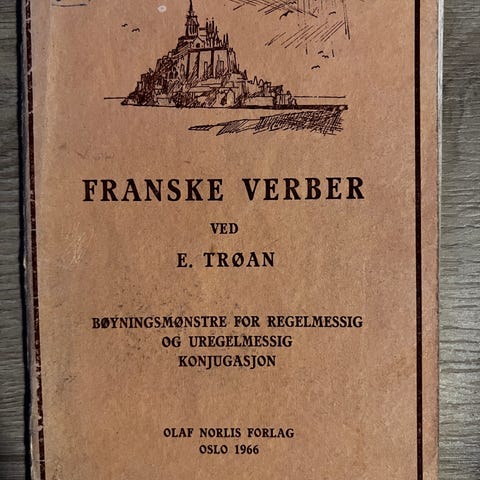 FRANSKE VERBER
VED
E. TRØAN
BØYNINGSMØNSTRE FOR REGELMESSIG
OG UREGELMESSIG
KONJUGASJON
OLAF NORLIS FORLAG
OSLO 1966